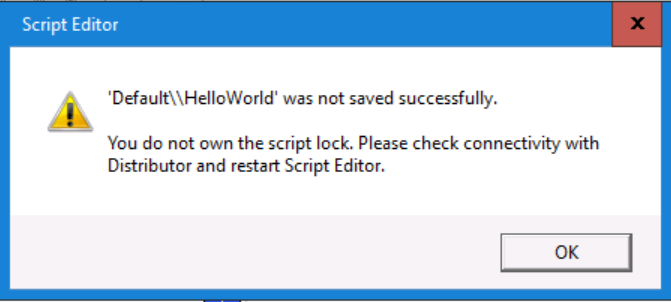 Script Editor
x
'Default\\HelloWorld' was not saved successfully.
You do not own the script lock. Please check connectivity with
Distributor and restart Script Editor.
OK